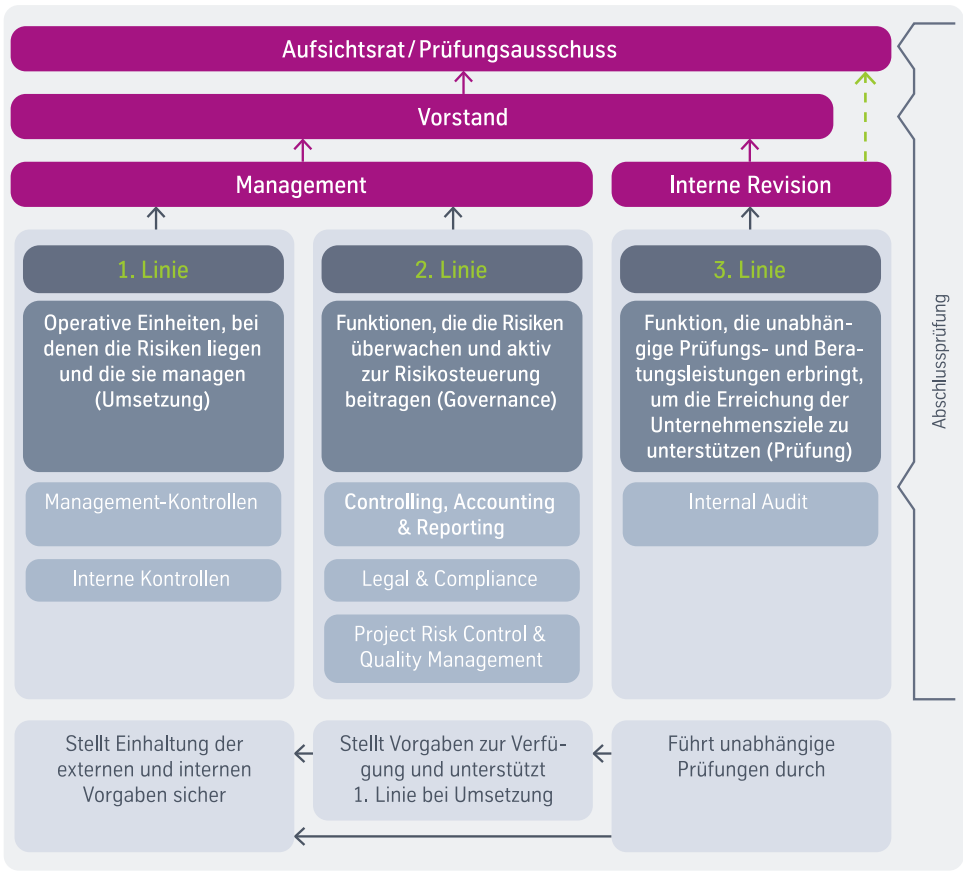 Aufsichtsrat/Prüfungsausschuss
Vorstand
Management
Interne Revision
1. Linie
Operative Einheiten, bei
denen die Risiken liegen
und die sie managen
(Umsetzung)
Management-Kontrollen
Interne Kontrollen
2. Linie
Funktionen, die die Risiken
überwachen und aktiv
zur Risikosteuerung
beitragen (Governance)
Controlling, Accounting
& Reporting
Legal & Compliance
Project Risk Control &
Quality Management
3. Linie
Funktion, die unabhän-
gige Prüfungs- und Bera-
tungsleistungen erbringt,
um die Erreichung der
Unternehmensziele zu
unterstützen (Prüfung)
Internal Audit
Abschlussprüfung
Stellt Einhaltung der
externen und internen
Vorgaben sicher
Stellt Vorgaben zur Verfü-
gung und unterstützt
1. Linie bei Umsetzung
Führt unabhängige
Prüfungen durch